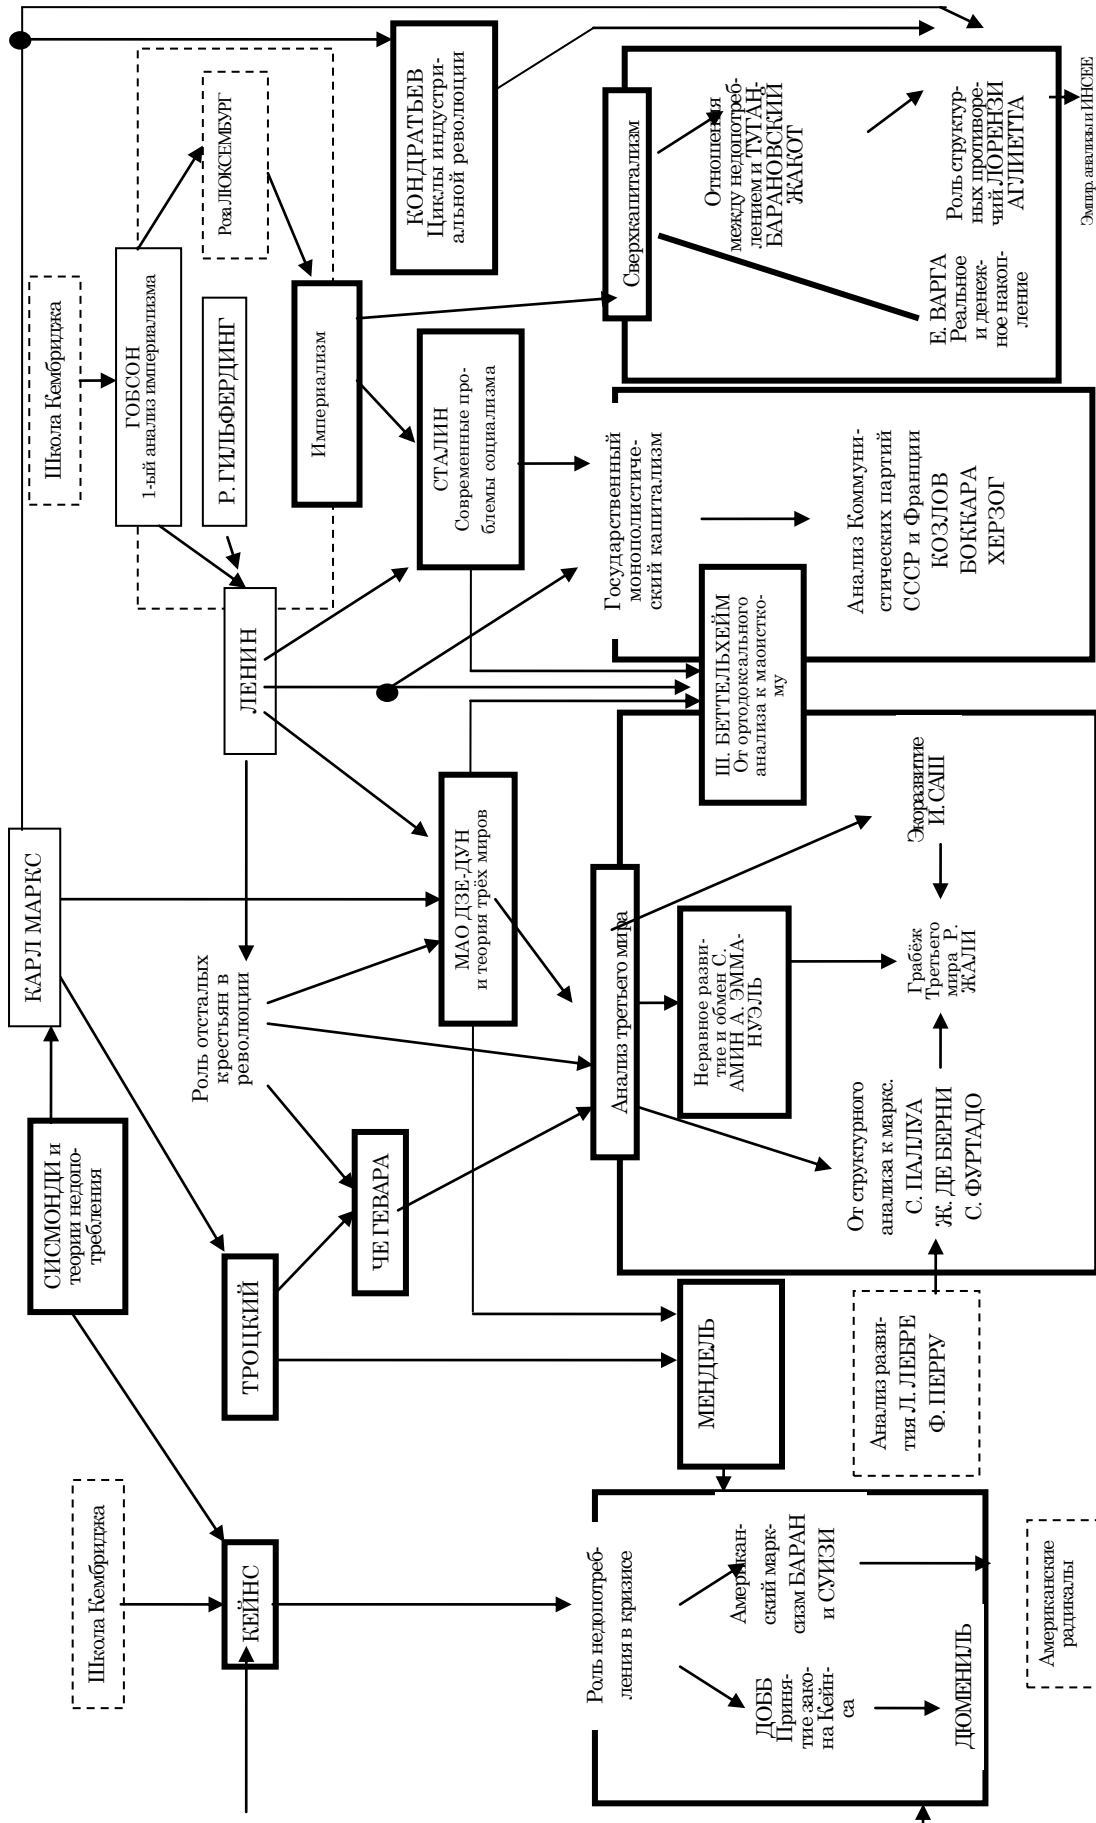 Школа Кембриджа
КЕЙНС
СИСМОНДИ и
теории недопо-
требления
КАРЛ МАРКС
ТРОЦКИЙ
ЧЕ ГЕВАРА
Роль отсталых
крестьян в
революции
ЛЕНИН
Школа Кембриджа
ГОБСОН
1-ый анализ империализма
Р. ГИЛЬФЕРДИНГ
Роза ЛЮКСЕМБУРГ
Империализм
КОНДРАТЬЕВ
Циклы индустри-
альной революции
МАО ДЗЕ-ДУН
и теория трёх миров
СТАЛИН
Современные про-
блемы социализма
Роль недопотреб-
ления в кризисе
ДОББ
Приня-
тие зако-
на Кейн-
са
Американ-
ский марк-
сизм БАРАН
и СУИЗИ
ДЮМЕНИЛЬ
Американские
радикалы
МЕНДЕЛЬ
Анализ разви-
тия Л. ЛЕБРЕ
Ф. ПЕРРУ
Анализ третьего мира
Неравное разви-
тие и обмен С.
АМИН А. ЭММА-
НУЭЛЬ
От структурного
анализа к маркс.
С. ПАЛЛУА
Ж. ДЕ БЕРНИ
С. ФУРТАДО
Грабёж
Третьего
мира Р.
ЖАЛИ
Экоразвитие
И. САШ
Ш. БЕТТЕЛЬХЕЙМ
От ортодоксального
анализа к маоистко-
му
Государственный
монополистиче-
ский капитализм
Анализ Коммуни-
стических партий
СССР и Франции
КОЗЛОВ
БОККАРА
ХЕРЗОГ
Сверхкапитализм
Е. ВАРГА
Реальное
и денеж-
ное накоп-
ление
Отношения
между недопотреб-
лением и ТУГАН-
БАРАНОВСКИЙ
ЖАКОТ
Роль структур-
ных противоре-
чий ЛОРЕНЗИ
АГЛИЕТТА
Эмпир. анализы и ИНСЕЕ